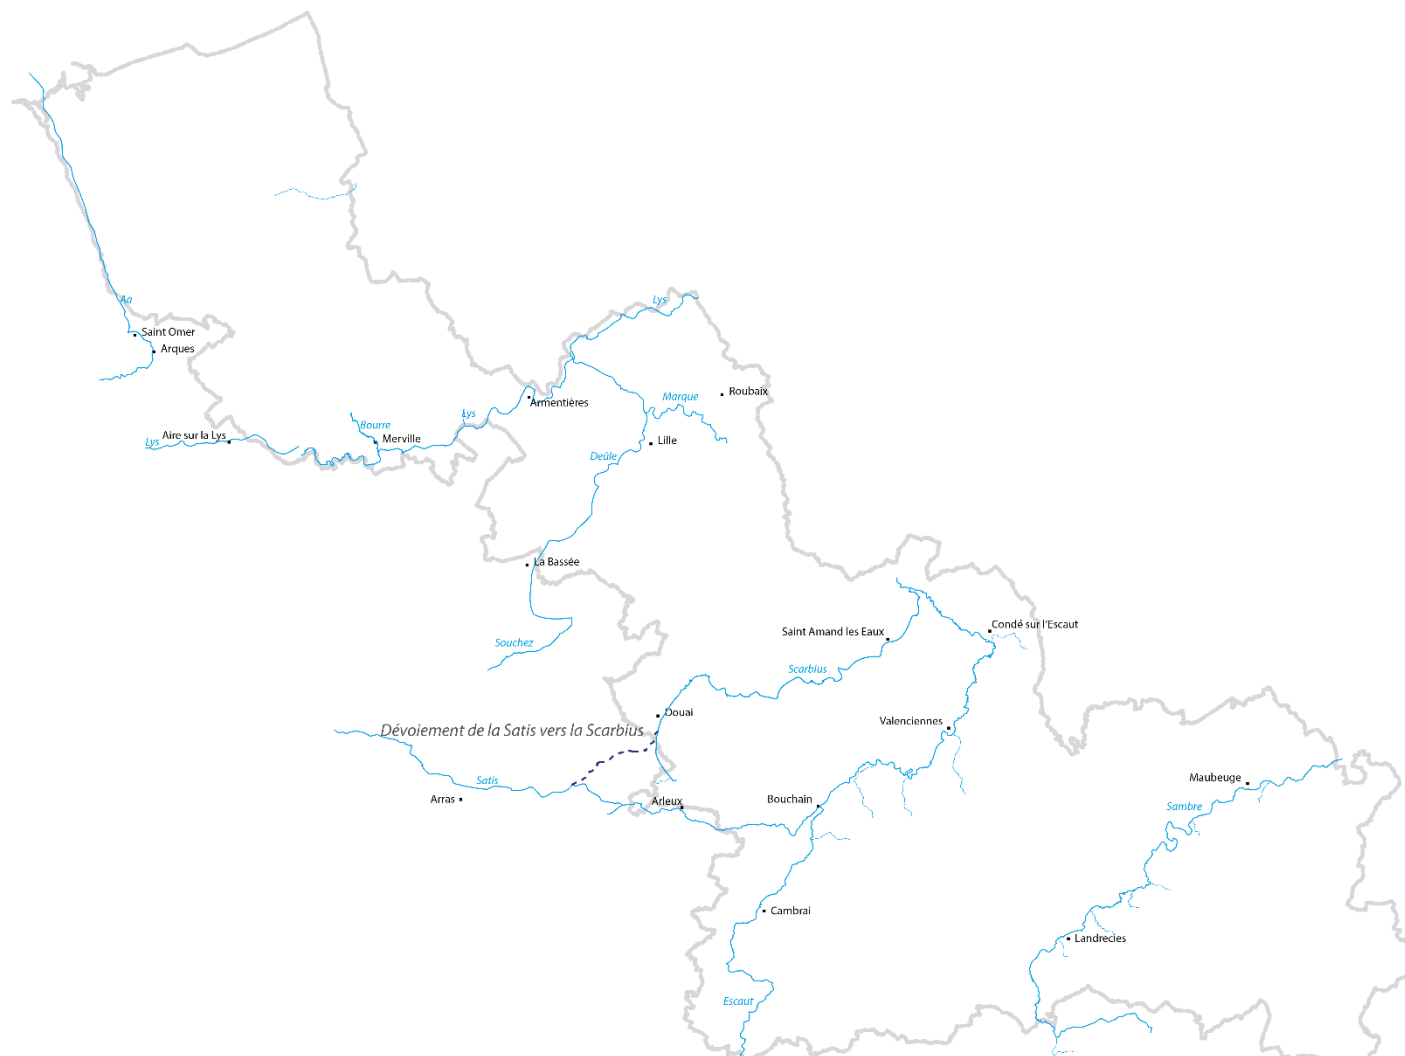 Aa
Lys
Saint Omer
Arques
Roubaix
Marque
Armentières
Lys
Bourre
Aire sur la Lys
Lys
Merville
Lille
Deûle
La Bassée
Condé sur l'Escaut
Saint Amand les Eaux
Souchez
Scarbius
Douai
Valenciennes
Dévoiement de la Satis vers la Scarbius
Satis
Maubeuge
Arras
Arleux
Bouchain
Sambre
Cambrai
Landrecies
Escaut